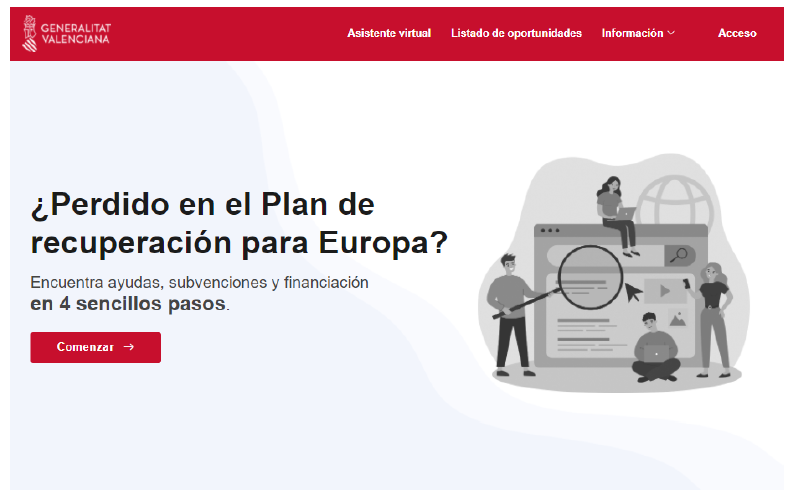 GENERALITAT
VALENCIANA
Asistente virtual
Listado de oportunidades
Información
Acceso
¿Perdido en el Plan de
recuperación para Europa?
Encuentra ayudas, subvenciones y financiación
en 4 sencillos pasos.
Comenzar →